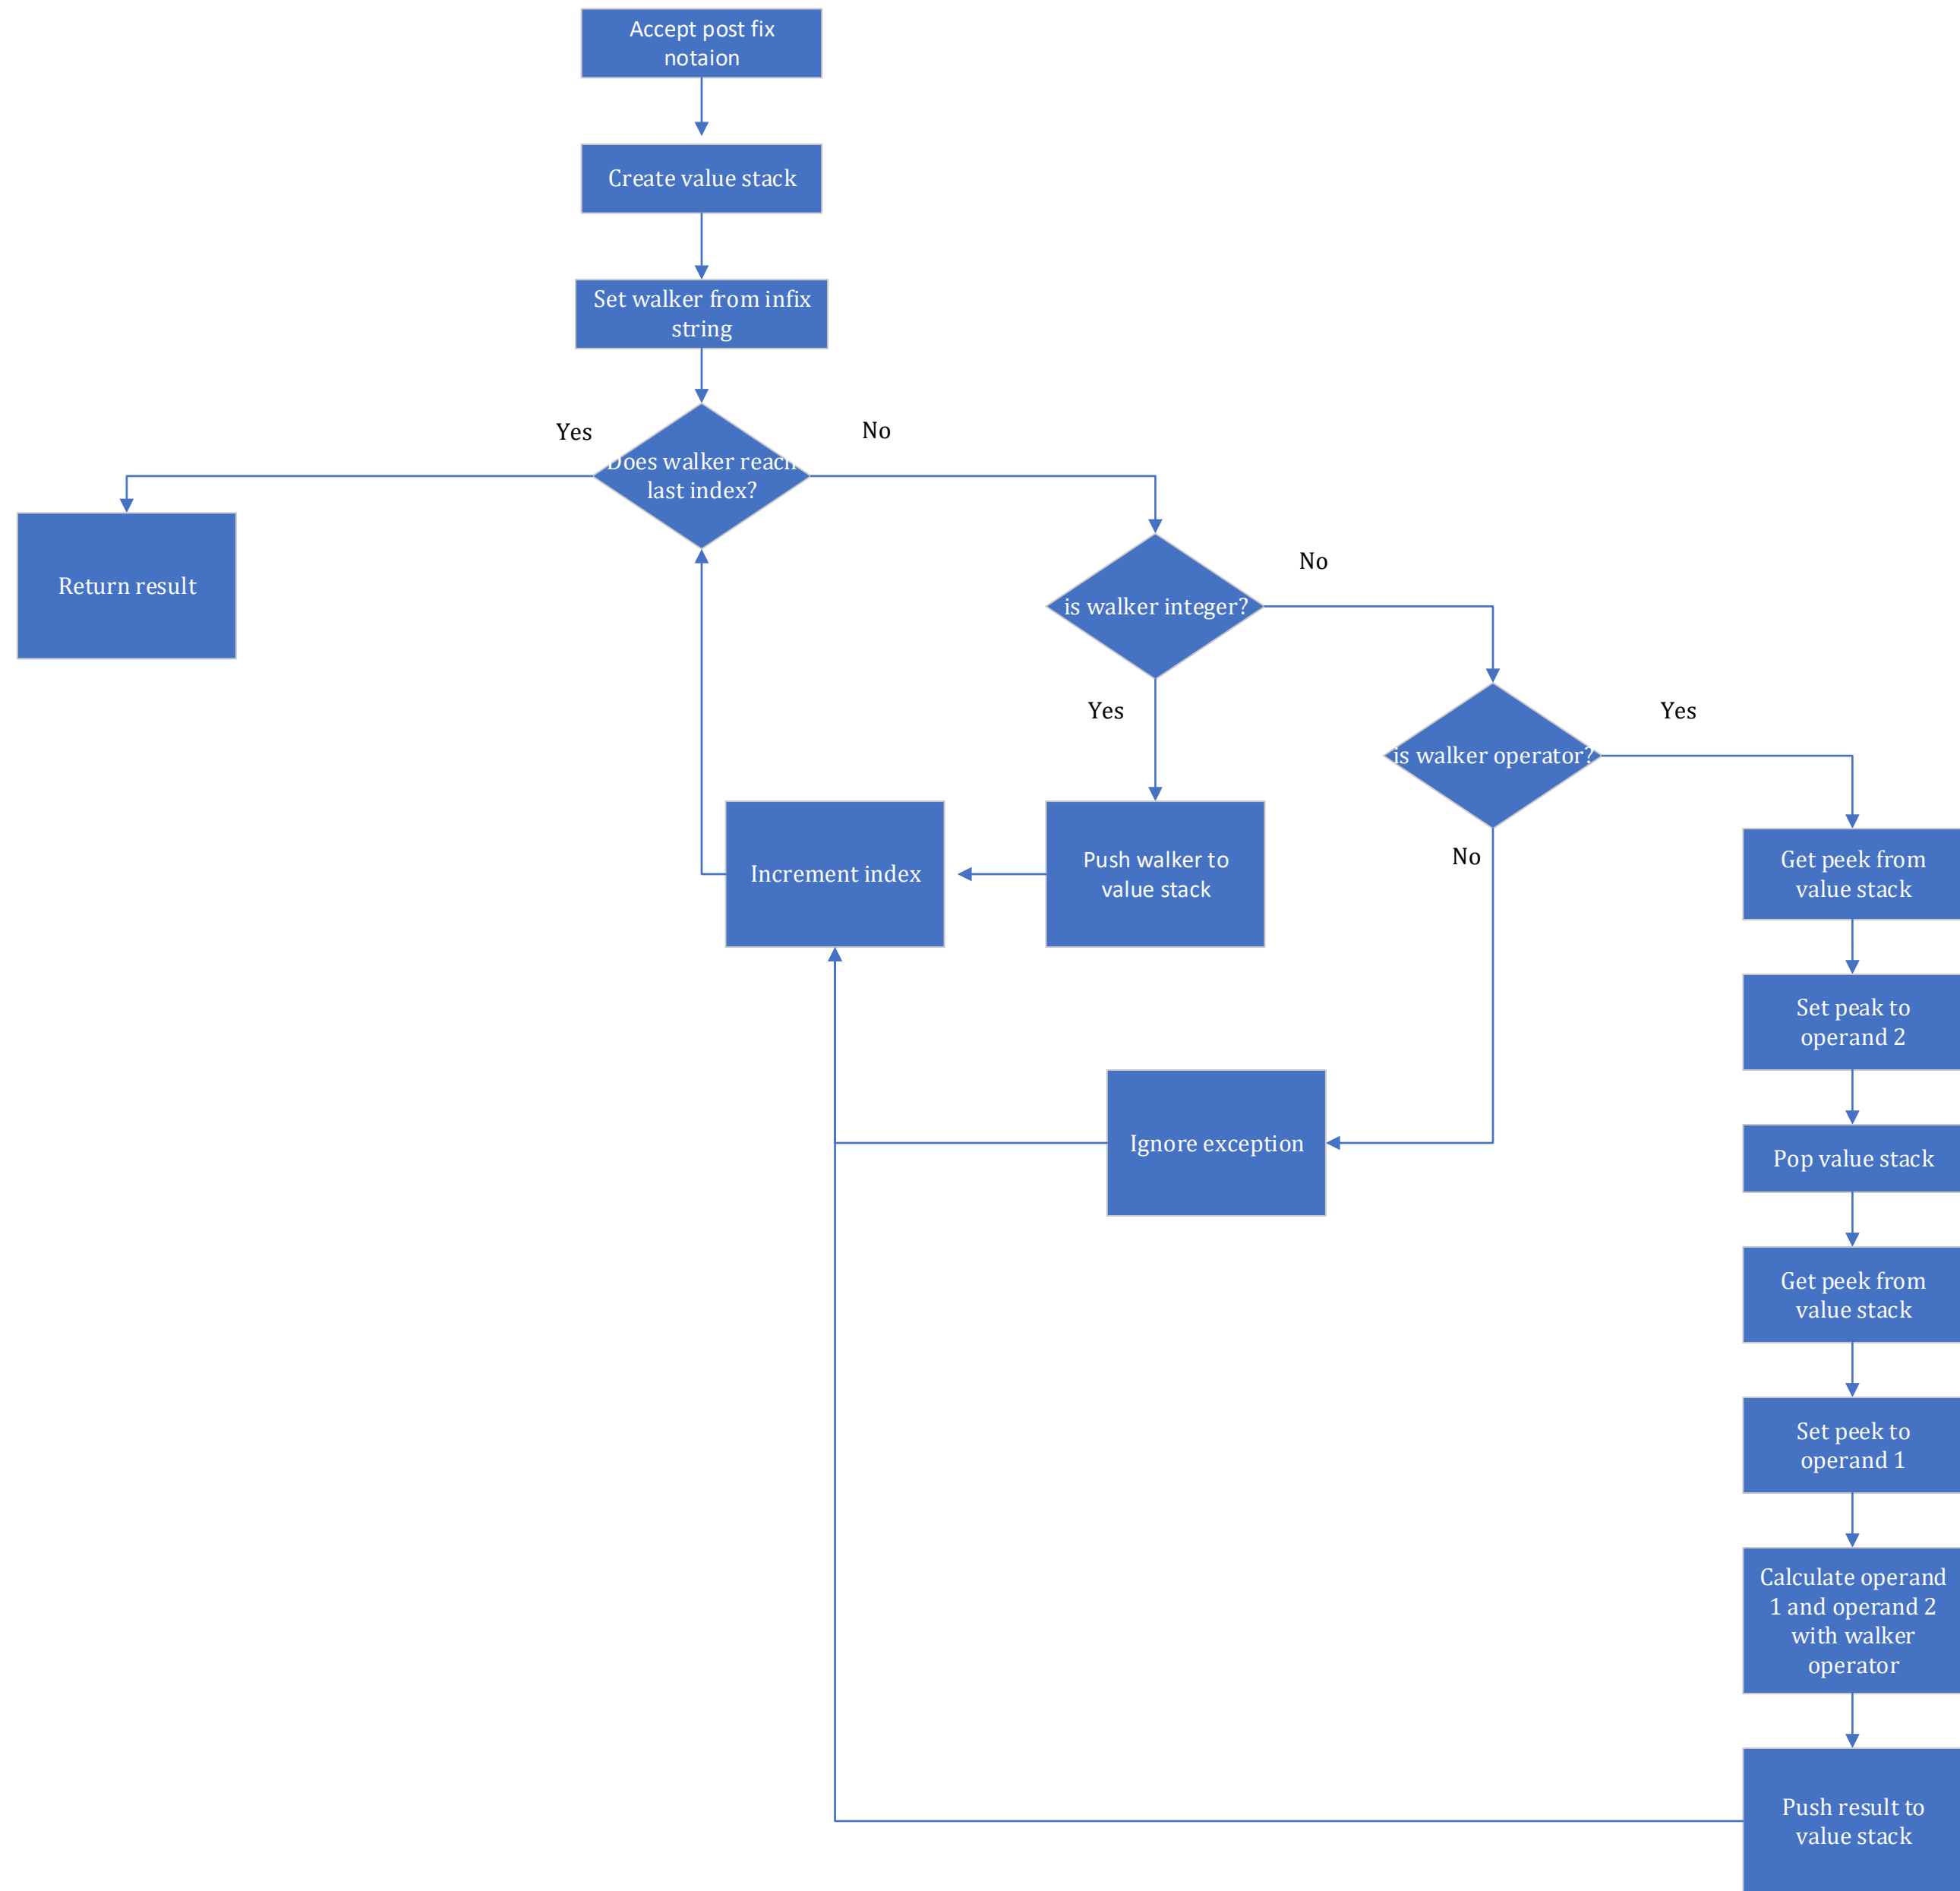 Accept post fix
notaion
Create value stack
Set walker from infix
string
Yes
No
Does walker reach
last index?
Return result
No
is walker integer?
Yes
Yes
is walker operator?
Increment index
Push walker to
value stack
No
Get peek from
value stack
Set peak to
operand 2
Ignore exception
Pop value stack
Get peek from
value stack
Set peek to
operand 1
Calculate operand
1 and operand 2
with walker
operator
Push result to
value stack